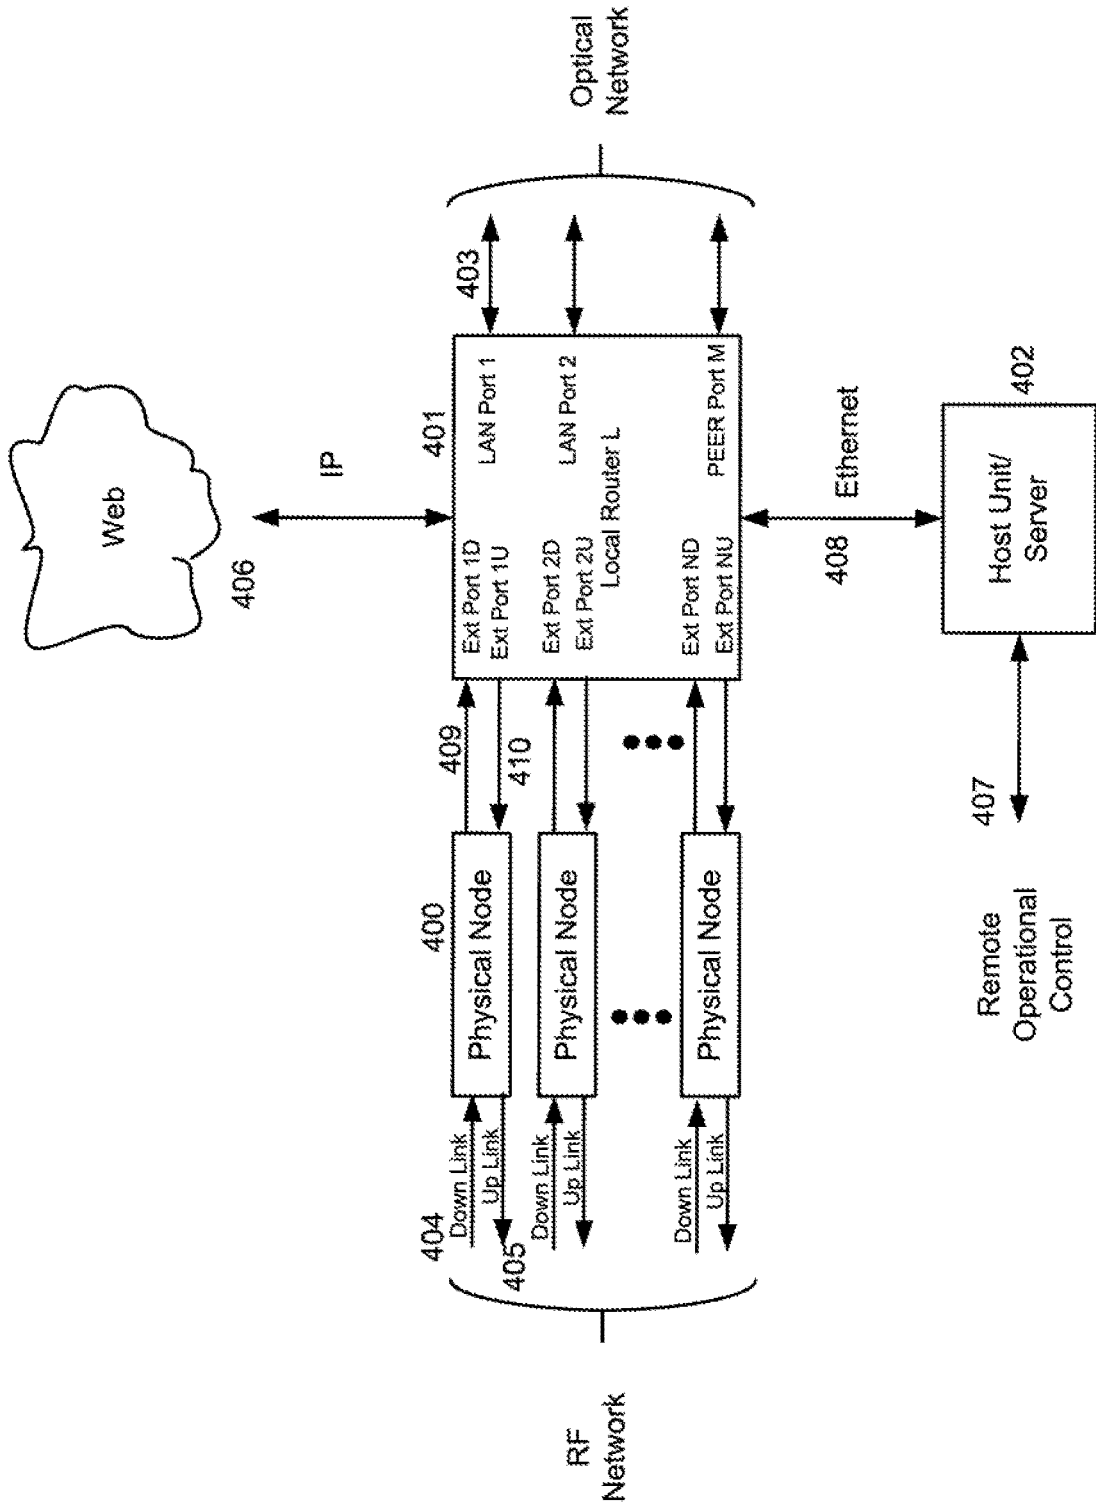 Web
406
IP
401
403
LAN Port 1
LAN Port 2
PEER Port M
Ext Port 1D
Ext Port 1U
Ext Port 2D
Ext Port 2U
Local Router L
Ext Port ND
Ext Port NU
Optical
Network
409
410
400
Physical Node
Physical Node
Physical Node
404
Down Link
Up Link
405
Down Link
Up Link
Down Link
Up Link
RF
Network
408
Ethernet
402
Host Unit/
Server
407
Remote
Operational
Control